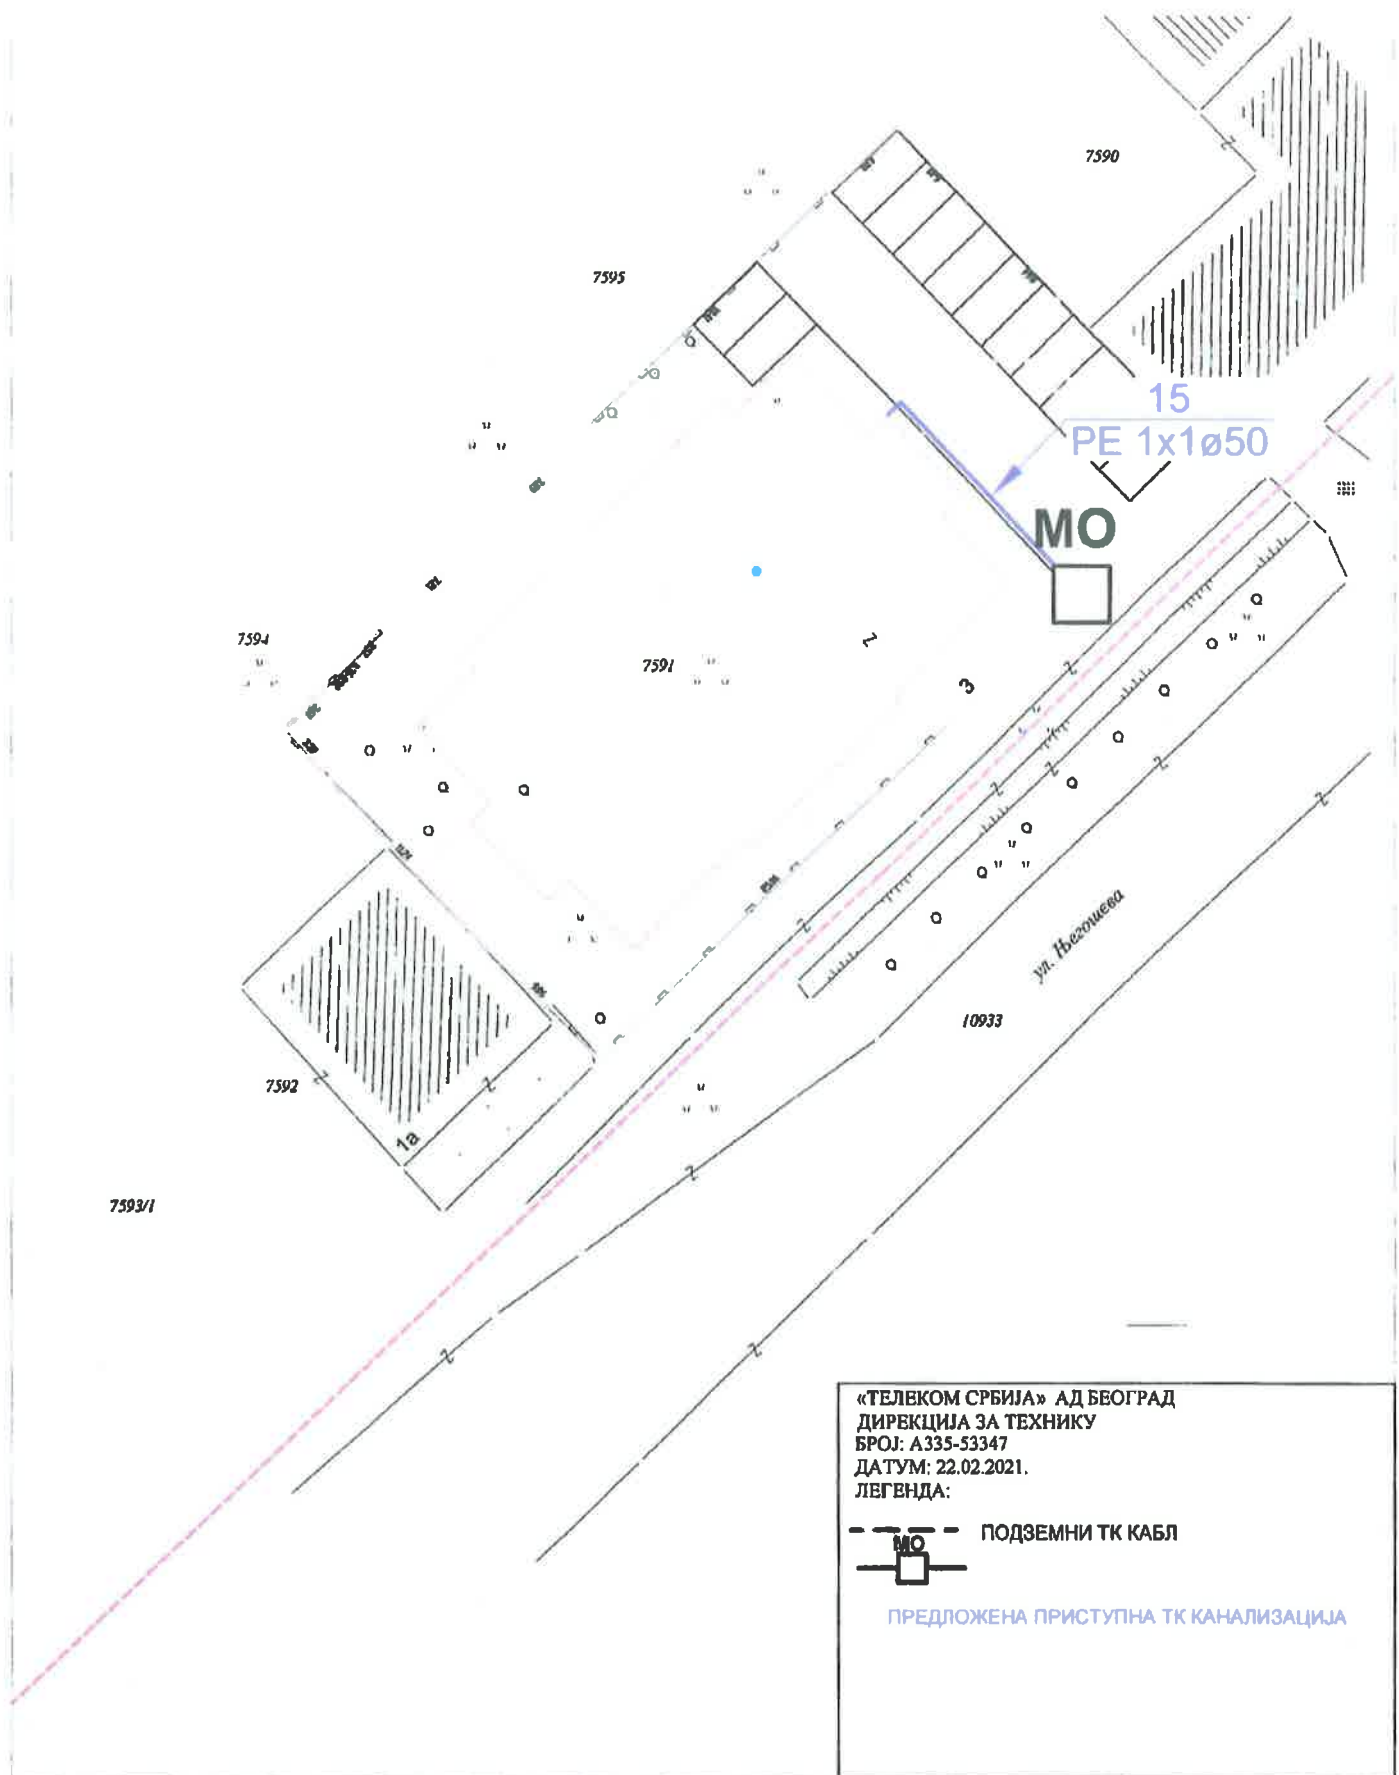 7590
7595
15
PE 1x1ø50
МО
7594
7591
3
ул. Његошева
10933
7592
1а
7593/1
«ТЕЛЕКОМ СРБИЈА» АД БЕОГРАД
ДИРЕКЦИЈА ЗА ТЕХНИКУ
БРОЈ: А335-53347
ДАТУМ: 22.02.2021.
ЛЕГЕНДА:
ПОДЗЕМНИ ТК КАБЛ
МО
ПРЕДЛОЖЕНА ПРИСТУПНА ТК КАНАЛИЗАЦИЈА